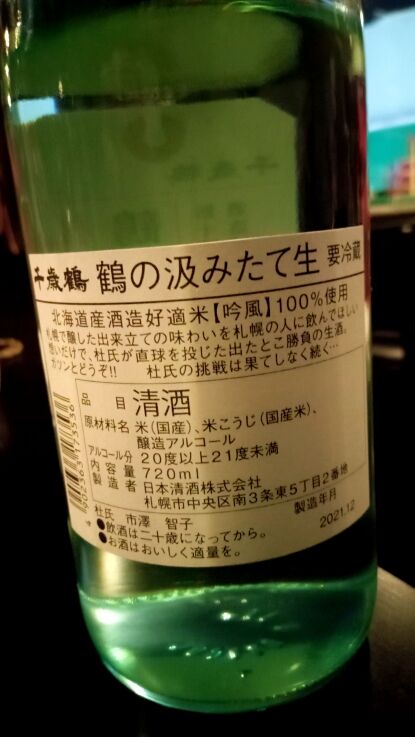 千歳鶴 鶴の汲みたて生 要冷蔵
北海道産酒造好適米【吟風】100%使用
札幌で醸した出来立ての味わいを札幌の人に飲んでほしい
想いだけで、杜氏が直球を投じた出たとこ勝負の生酒。
ガツンとどうぞ!! 杜氏の挑戦は果てしなく続く…
品目 清酒
原材料名 米(国産)、米こうじ(国産米)、
醸造アルコール
アルコール分 20度以上21度未満
内容量 720ml
製造者 日本清酒株式会社
札幌市中央区南3条東5丁目2番地
杜氏 市澤 智子
製造年月
2021.12
●飲酒は二十歳になってから。
●お酒はおいしく適量を。